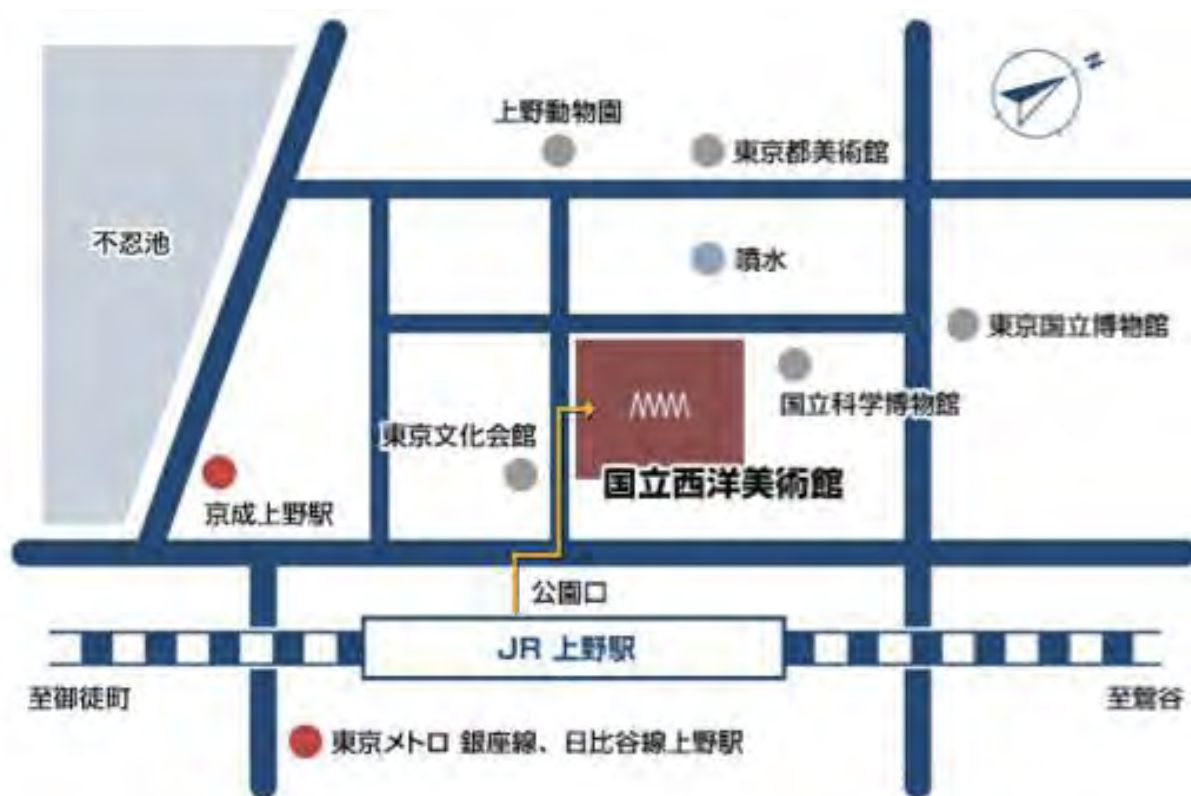 N
上野動物園
東京都美術館
不忍池
噴水
東京国立博物館
国立科学博物館
東京文化会館
国立西洋美術館
京成上野駅
公園口
JR 上野駅
至御徒町
至鶯谷
東京メトロ 銀座線、日比谷線上野駅